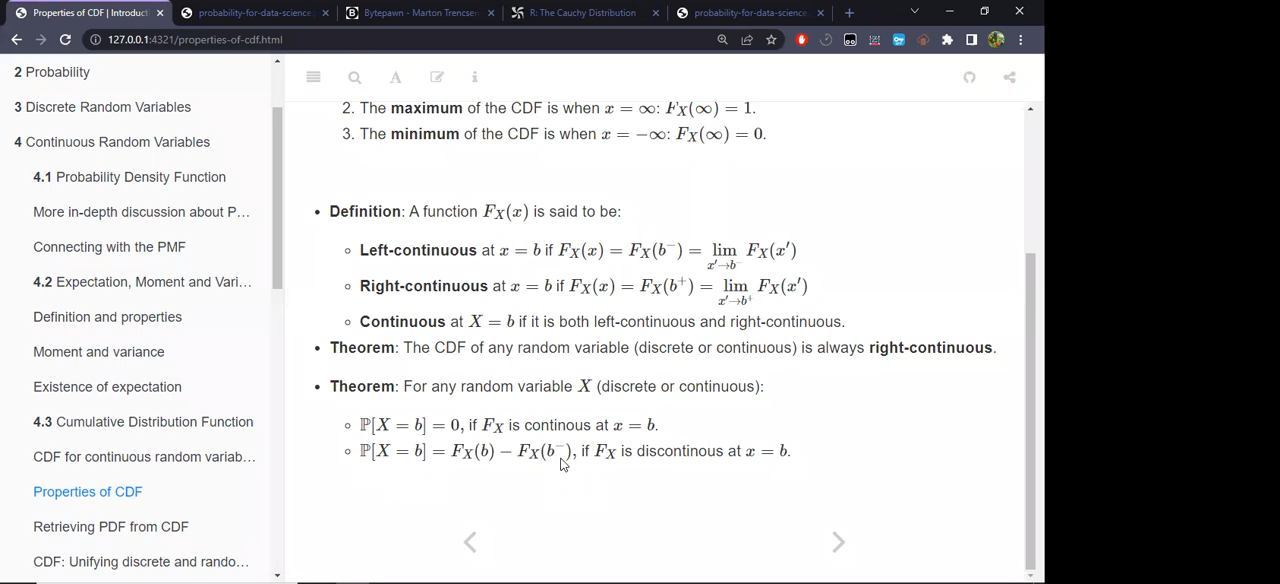 Properties of CDF | Introducti
probability-for-data-science.
Bytepawn - Marton Trencser
R: The Cauchy Distribution
probability-for-data-science.
127.0.0.1:4321/properties-of-cdf.html
2 Probability
3 Discrete Random Variables
4 Continuous Random Variables
4.1 Probability Density Function
More in-depth discussion about P…
Connecting with the PMF
4.2 Expectation, Moment and Vari…
Definition and properties
Moment and variance
Existence of expectation
4.3 Cumulative Distribution Function
CDF for continuous random variab…
Properties of CDF
Retrieving PDF from CDF
CDF: Unifying discrete and rando…
2. The maximum of the CDF is when x = ∞: F_X(∞) = 1.
3. The minimum of the CDF is when x = −∞: F_X(∞) = 0.
• Definition: A function F_X(x) is said to be:
◦ Left-continuous at x = b if F_X(x) = F_X(b⁻) = lim_{x′→b⁻} F_X(x′)
◦ Right-continuous at x = b if F_X(x) = F_X(b⁺) = lim_{x′→b⁺} F_X(x′)
◦ Continuous at X = b if it is both left-continuous and right-continuous.
• Theorem: The CDF of any random variable (discrete or continuous) is always right-continuous.
• Theorem: For any random variable X (discrete or continuous):
◦ ℙ[X = b] = 0, if F_X is continous at x = b.
◦ ℙ[X = b] = F_X(b) − F_X(b⁻), if F_X is discontinous at x = b.